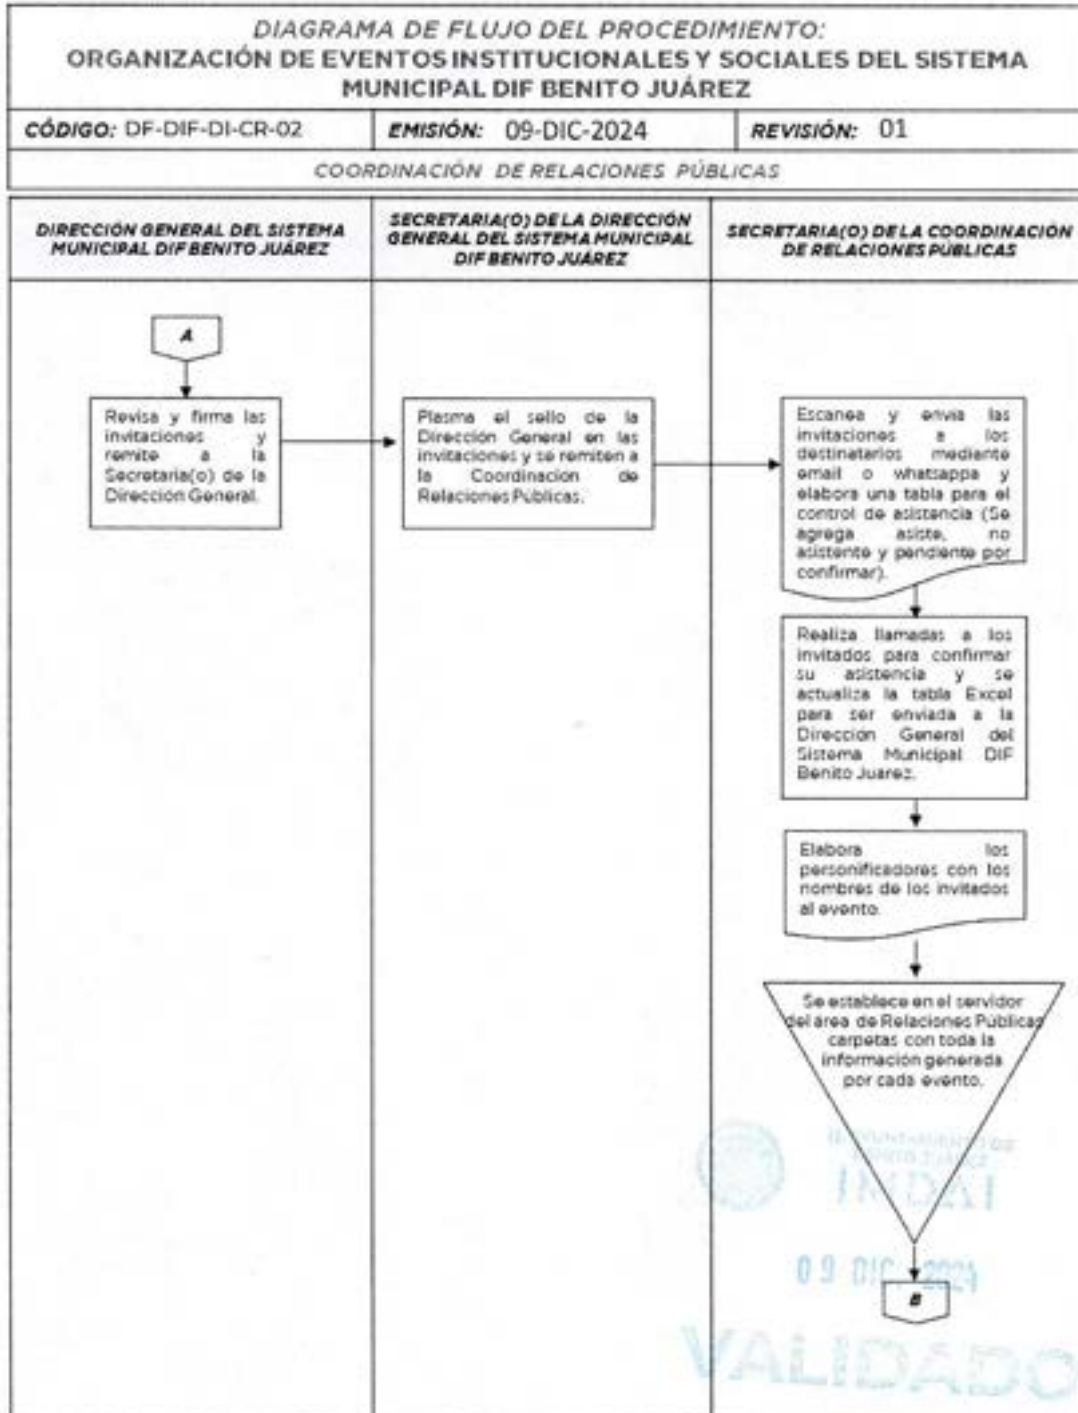 DIAGRAMA DE FLUJO DEL PROCEDIMIENTO:
ORGANIZACIÓN DE EVENTOS INSTITUCIONALES Y SOCIALES DEL SISTEMA
MUNICIPAL DIF BENITO JUÁREZ
CÓDIGO: DF-DIF-DI-CR-02 EMISIÓN: 09-DIC-2024 REVISIÓN: 01
COORDINACIÓN DE RELACIONES PÚBLICAS
DIRECCIÓN GENERAL DEL SISTEMA
MUNICIPAL DIF BENITO JUÁREZ
SECRETARIA(O) DE LA DIRECCIÓN
GENERAL DEL SISTEMA MUNICIPAL
DIF BENITO JUÁREZ
SECRETARIA(O) DE LA COORDINACIÓN
DE RELACIONES PÚBLICAS
A
Revisa y firma las
invitaciones y
remite a la
Secretaria(o) de la
Dirección General.
Plasma el sello de la
Dirección General en las
invitaciones y se remiten a
la Coordinacion de
Relaciones Públicas.
Escanea y envia las
invitaciones a los
destinatarios mediante
email o whatsappa y
elabora una tabla para el
control de asistencia (Se
agrega asiste, no
asistente y pendiente por
confirmar).
Realiza llamadas a los
invitados para confirmar
su asistencia y se
actualiza la tabla Excel
para ser enviada a la
Dirección General del
Sistema Municipal DIF
Benito Juarez.
Elabora los
personificadores con los
nombres de los invitados
al evento.
Se establece en el servidor
del área de Relaciones Públicas
carpetas con toda la
información generada
por cada evento.
09 DIC 2024
B
VALIDADO